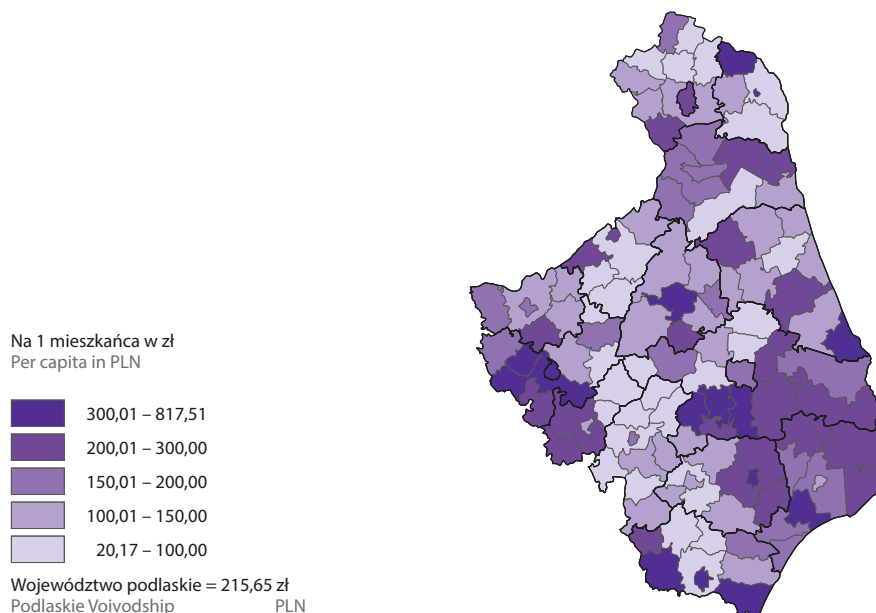 Na 1 mieszkańca w zł
Per capita in PLN
300,01 – 817,51
200,01 – 300,00
150,01 – 200,00
100,01 – 150,00
20,17 – 100,00
Województwo podlaskie = 215,65 zł
Podlaskie Voivodship PLN